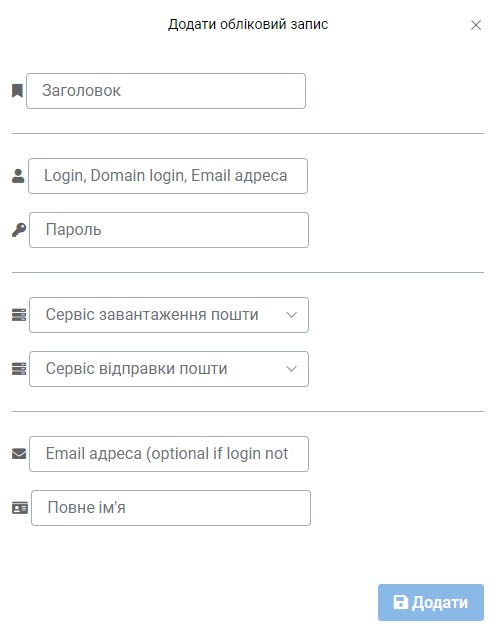 Додати обліковий запис
Заголовок
Login, Domain login, Email адреса
Пароль
Сервіс завантаження пошти
Сервіс відправки пошти
Email адреса (optional if login not
Повне ім'я
Додати